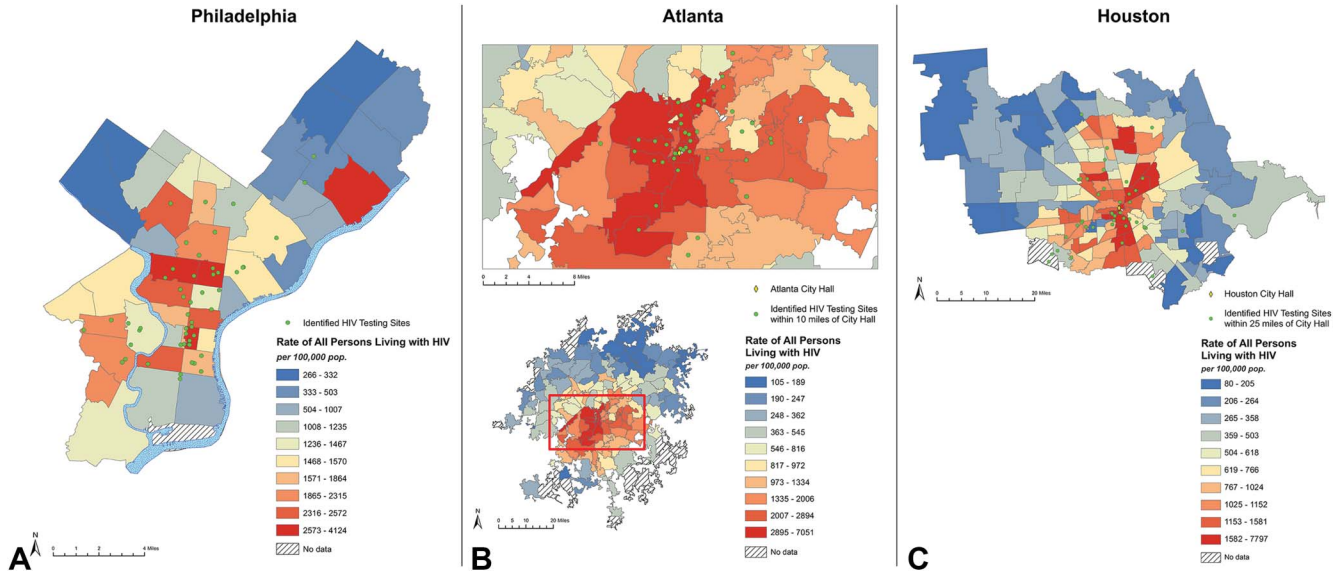 Philadelphia
N
A
0 1 2 4 Miles
Identified HIV Testing Sites
Rate of All Persons
Living with HIV
per 100,000 pop.
266 - 332
333 - 503
504 - 1007
1008 - 1235
1236 - 1467
1468 - 1570
1571 - 1864
1865 - 2315
2316 - 2572
2573 - 4124
No data
Atlanta
0 2 4 8 Miles
N
Atlanta City Hall
Identified HIV Testing Sites
within 10 miles of City Hall
Rate of All Persons
Living with HIV
per 100,000 pop.
105 - 189
190 - 247
248 - 362
363 - 545
546 - 816
817 - 972
973 - 1334
1335 - 2006
2007 - 2894
2895 - 7051
No data
N
0 5 10 20 Miles
B
Houston
N
0 5 10 20 Miles
Houston City Hall
Identified HIV Testing Sites
within 25 miles of City Hall
Rate of All Persons
Living with HIV
per 100,000 pop.
80 - 205
206 - 264
265 - 358
359 - 503
504 - 618
619 - 766
767 - 1024
1025 - 1152
1153 - 1581
1582 - 7797
No data
C